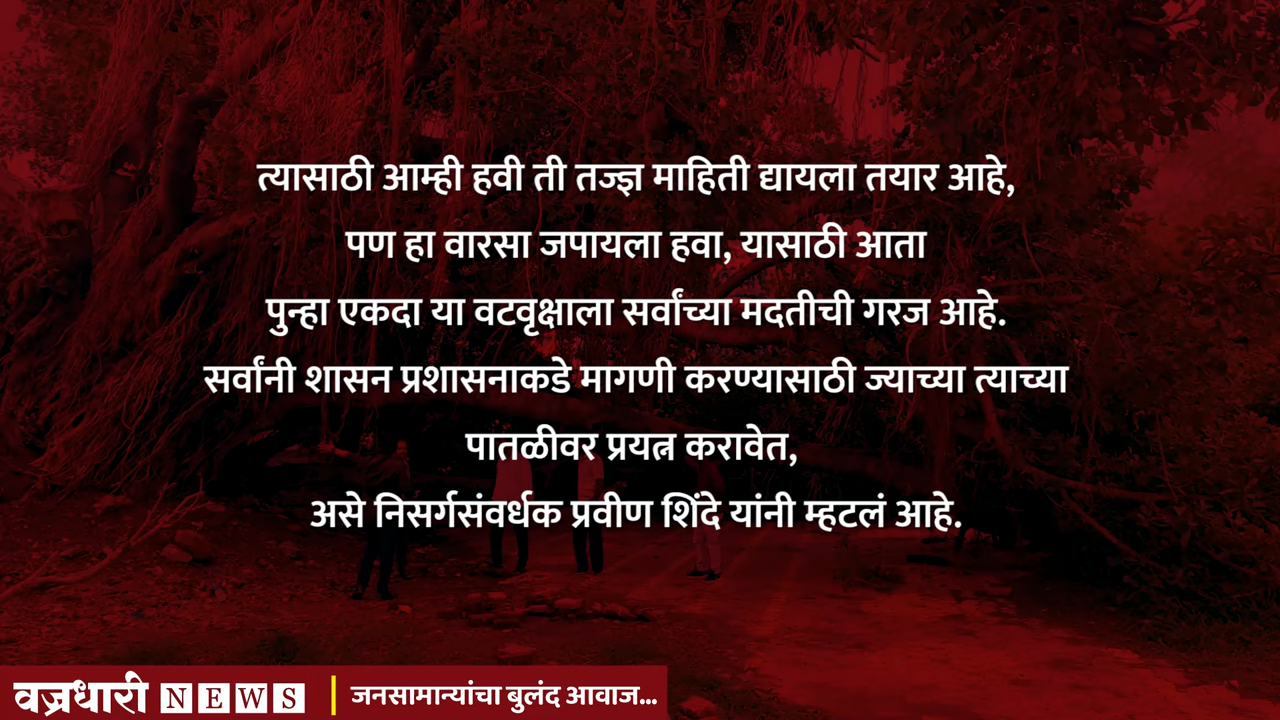 त्यासाठी आम्ही हवी ती तज्ज्ञ माहिती द्यायला तयार आहे,
पण हा वारसा जपायला हवा, यासाठी आता
पुन्हा एकदा या वटवृक्षाला सर्वांच्या मदतीची गरज आहे.
सर्वांनी शासन प्रशासनाकडे मागणी करण्यासाठी ज्याच्या त्याच्या
पातळीवर प्रयत्न करावेत,
असे निसर्गसंवर्धक प्रवीण शिंदे यांनी म्हटलं आहे.
वज्रधारी NEWS जनसामान्यांचा बुलंद आवाज...